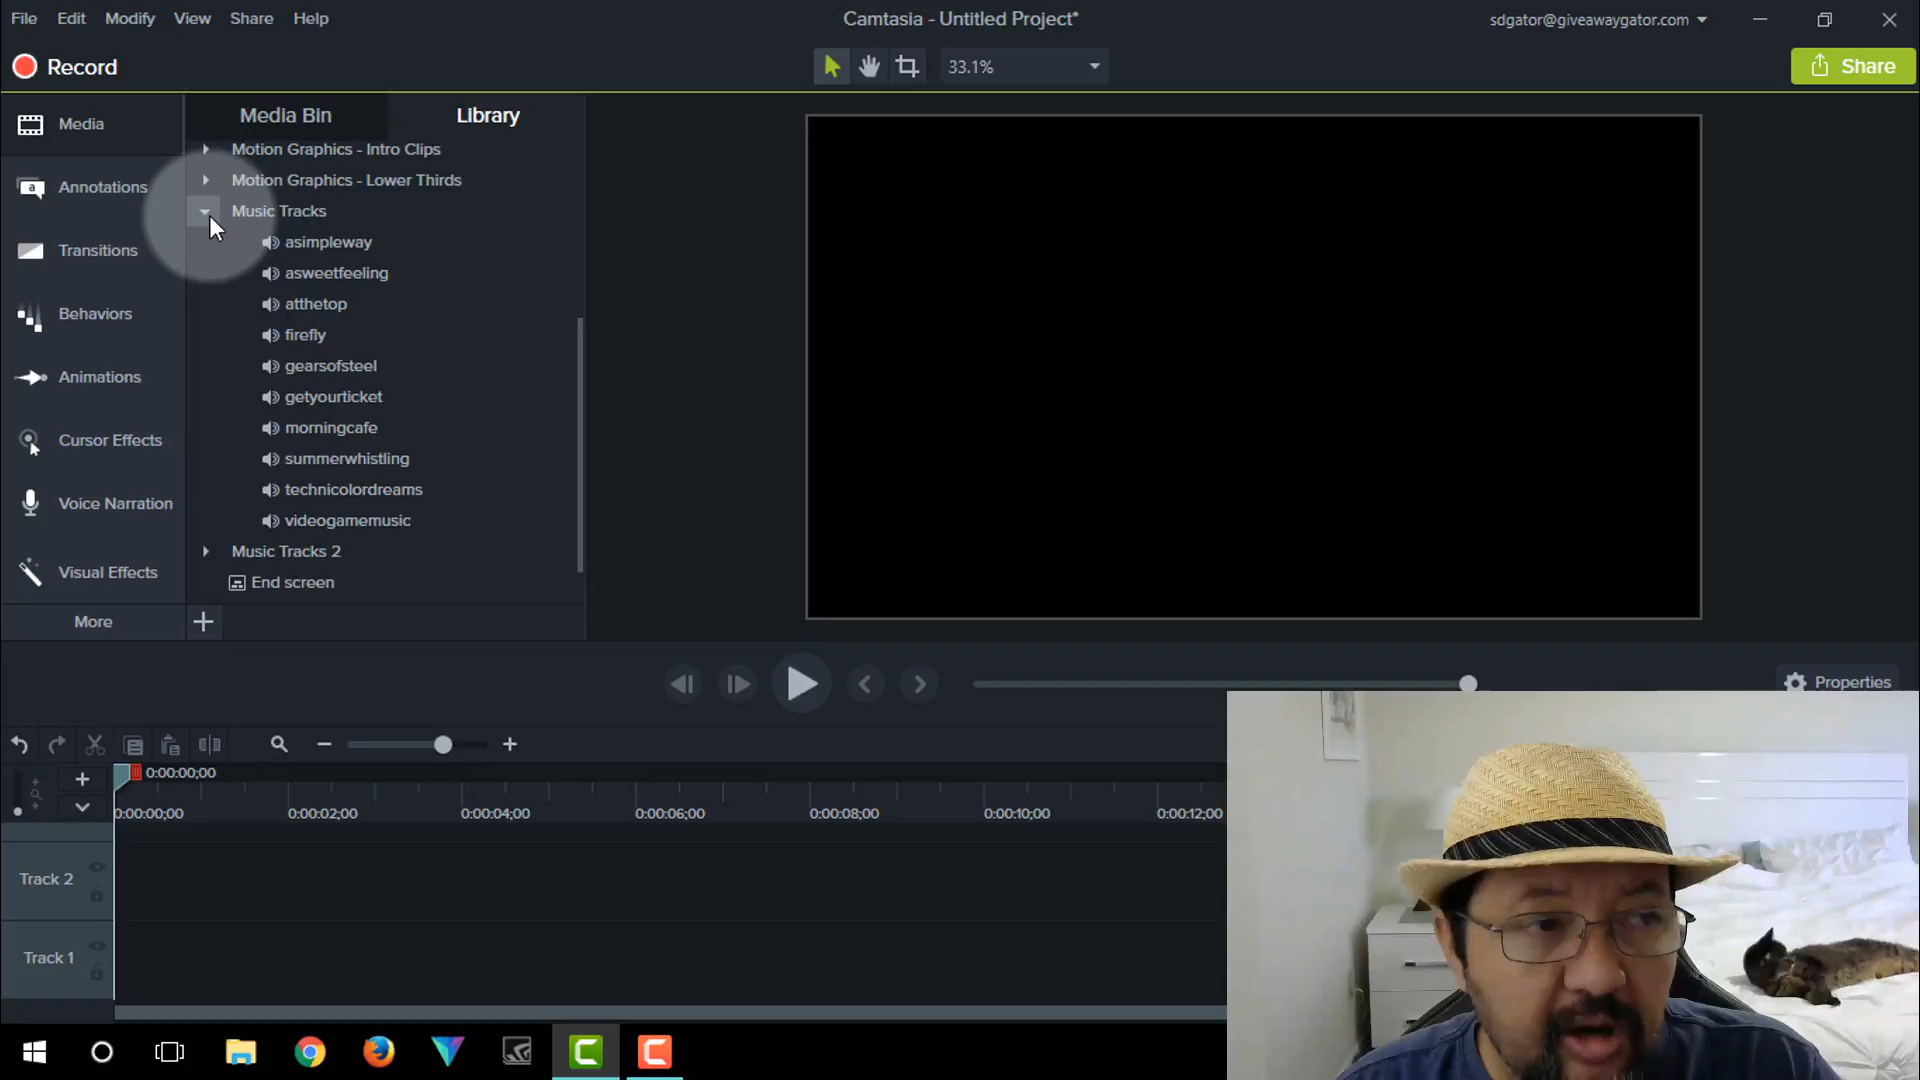 File Edit Modify View Share Help
Camtasia - Untitled Project*
sdgator@giveawaygator.com
Record
33.1%
Share
Media
Annotations
Transitions
Behaviors
Animations
Cursor Effects
Voice Narration
Visual Effects
More
Media Bin
Library
Motion Graphics - Intro Clips
Motion Graphics - Lower Thirds
Music Tracks
asimpleway
asweetfeeling
atthetop
firefly
gearsofsteel
getyourticket
morningcafe
summerwhistling
technicolordreams
videogamemusic
Music Tracks 2
End screen
Properties
0:00:00;00
0:00:00;00 0:00:02;00 0:00:04;00 0:00:06;00 0:00:08;00 0:00:10;00 0:00:12;00
Track 2
Track 1